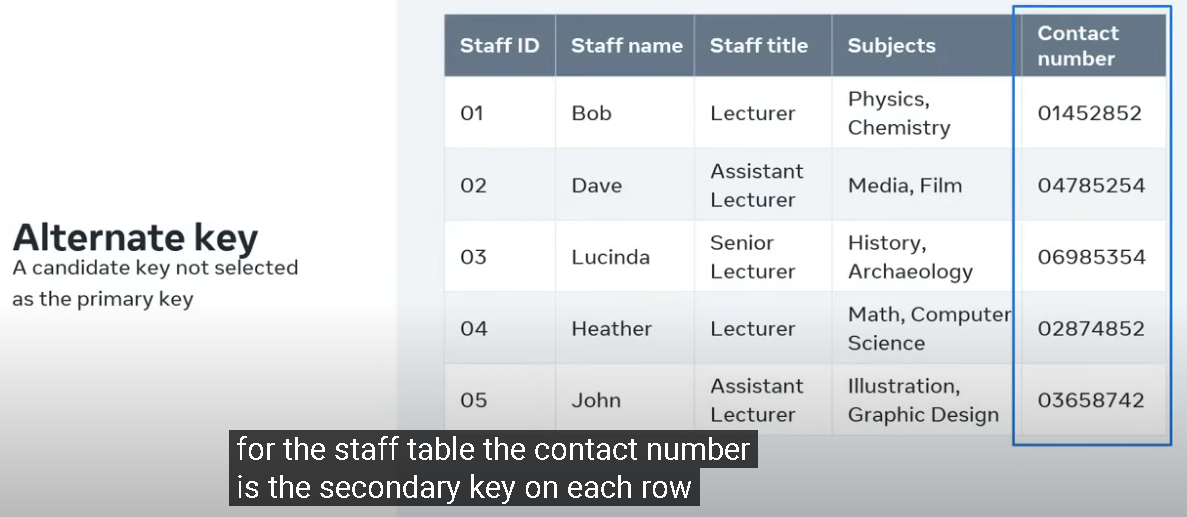 Alternate key
A candidate key not selected
as the primary key
Staff ID Staff name Staff title Subjects Contact
number
01 Bob Lecturer Physics,
Chemistry 01452852
02 Dave Assistant
Lecturer Media, Film 04785254
03 Lucinda Senior
Lecturer History,
Archaeology 06985354
04 Heather Lecturer Math, Computer
Science 02874852
05 John Assistant
Lecturer Illustration,
Graphic Design 03658742
for the staff table the contact number
is the secondary key on each row